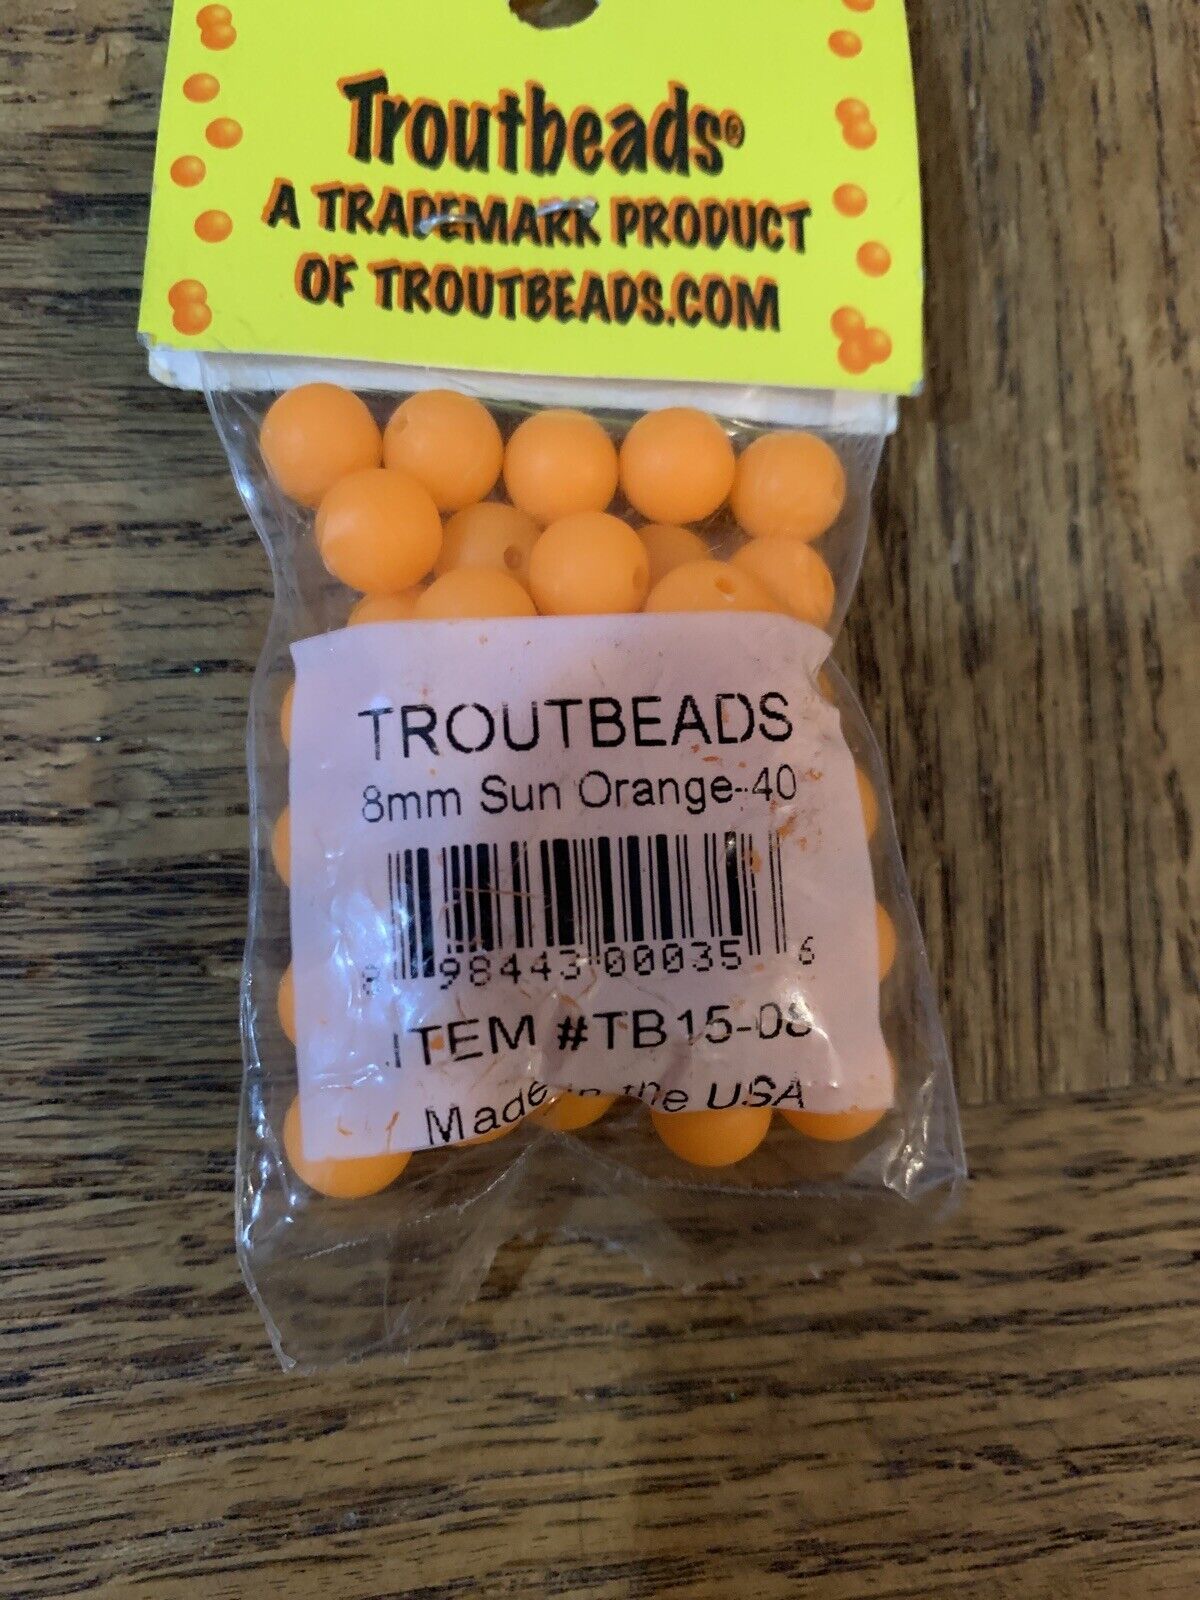 Troutbeads®
A TRADEMARK PRODUCT
OF TROUTBEADS.COM
TROUTBEADS
8mm Sun Orange-40
8 98443 00035 6
ITEM #TB15-08
Made in the USA